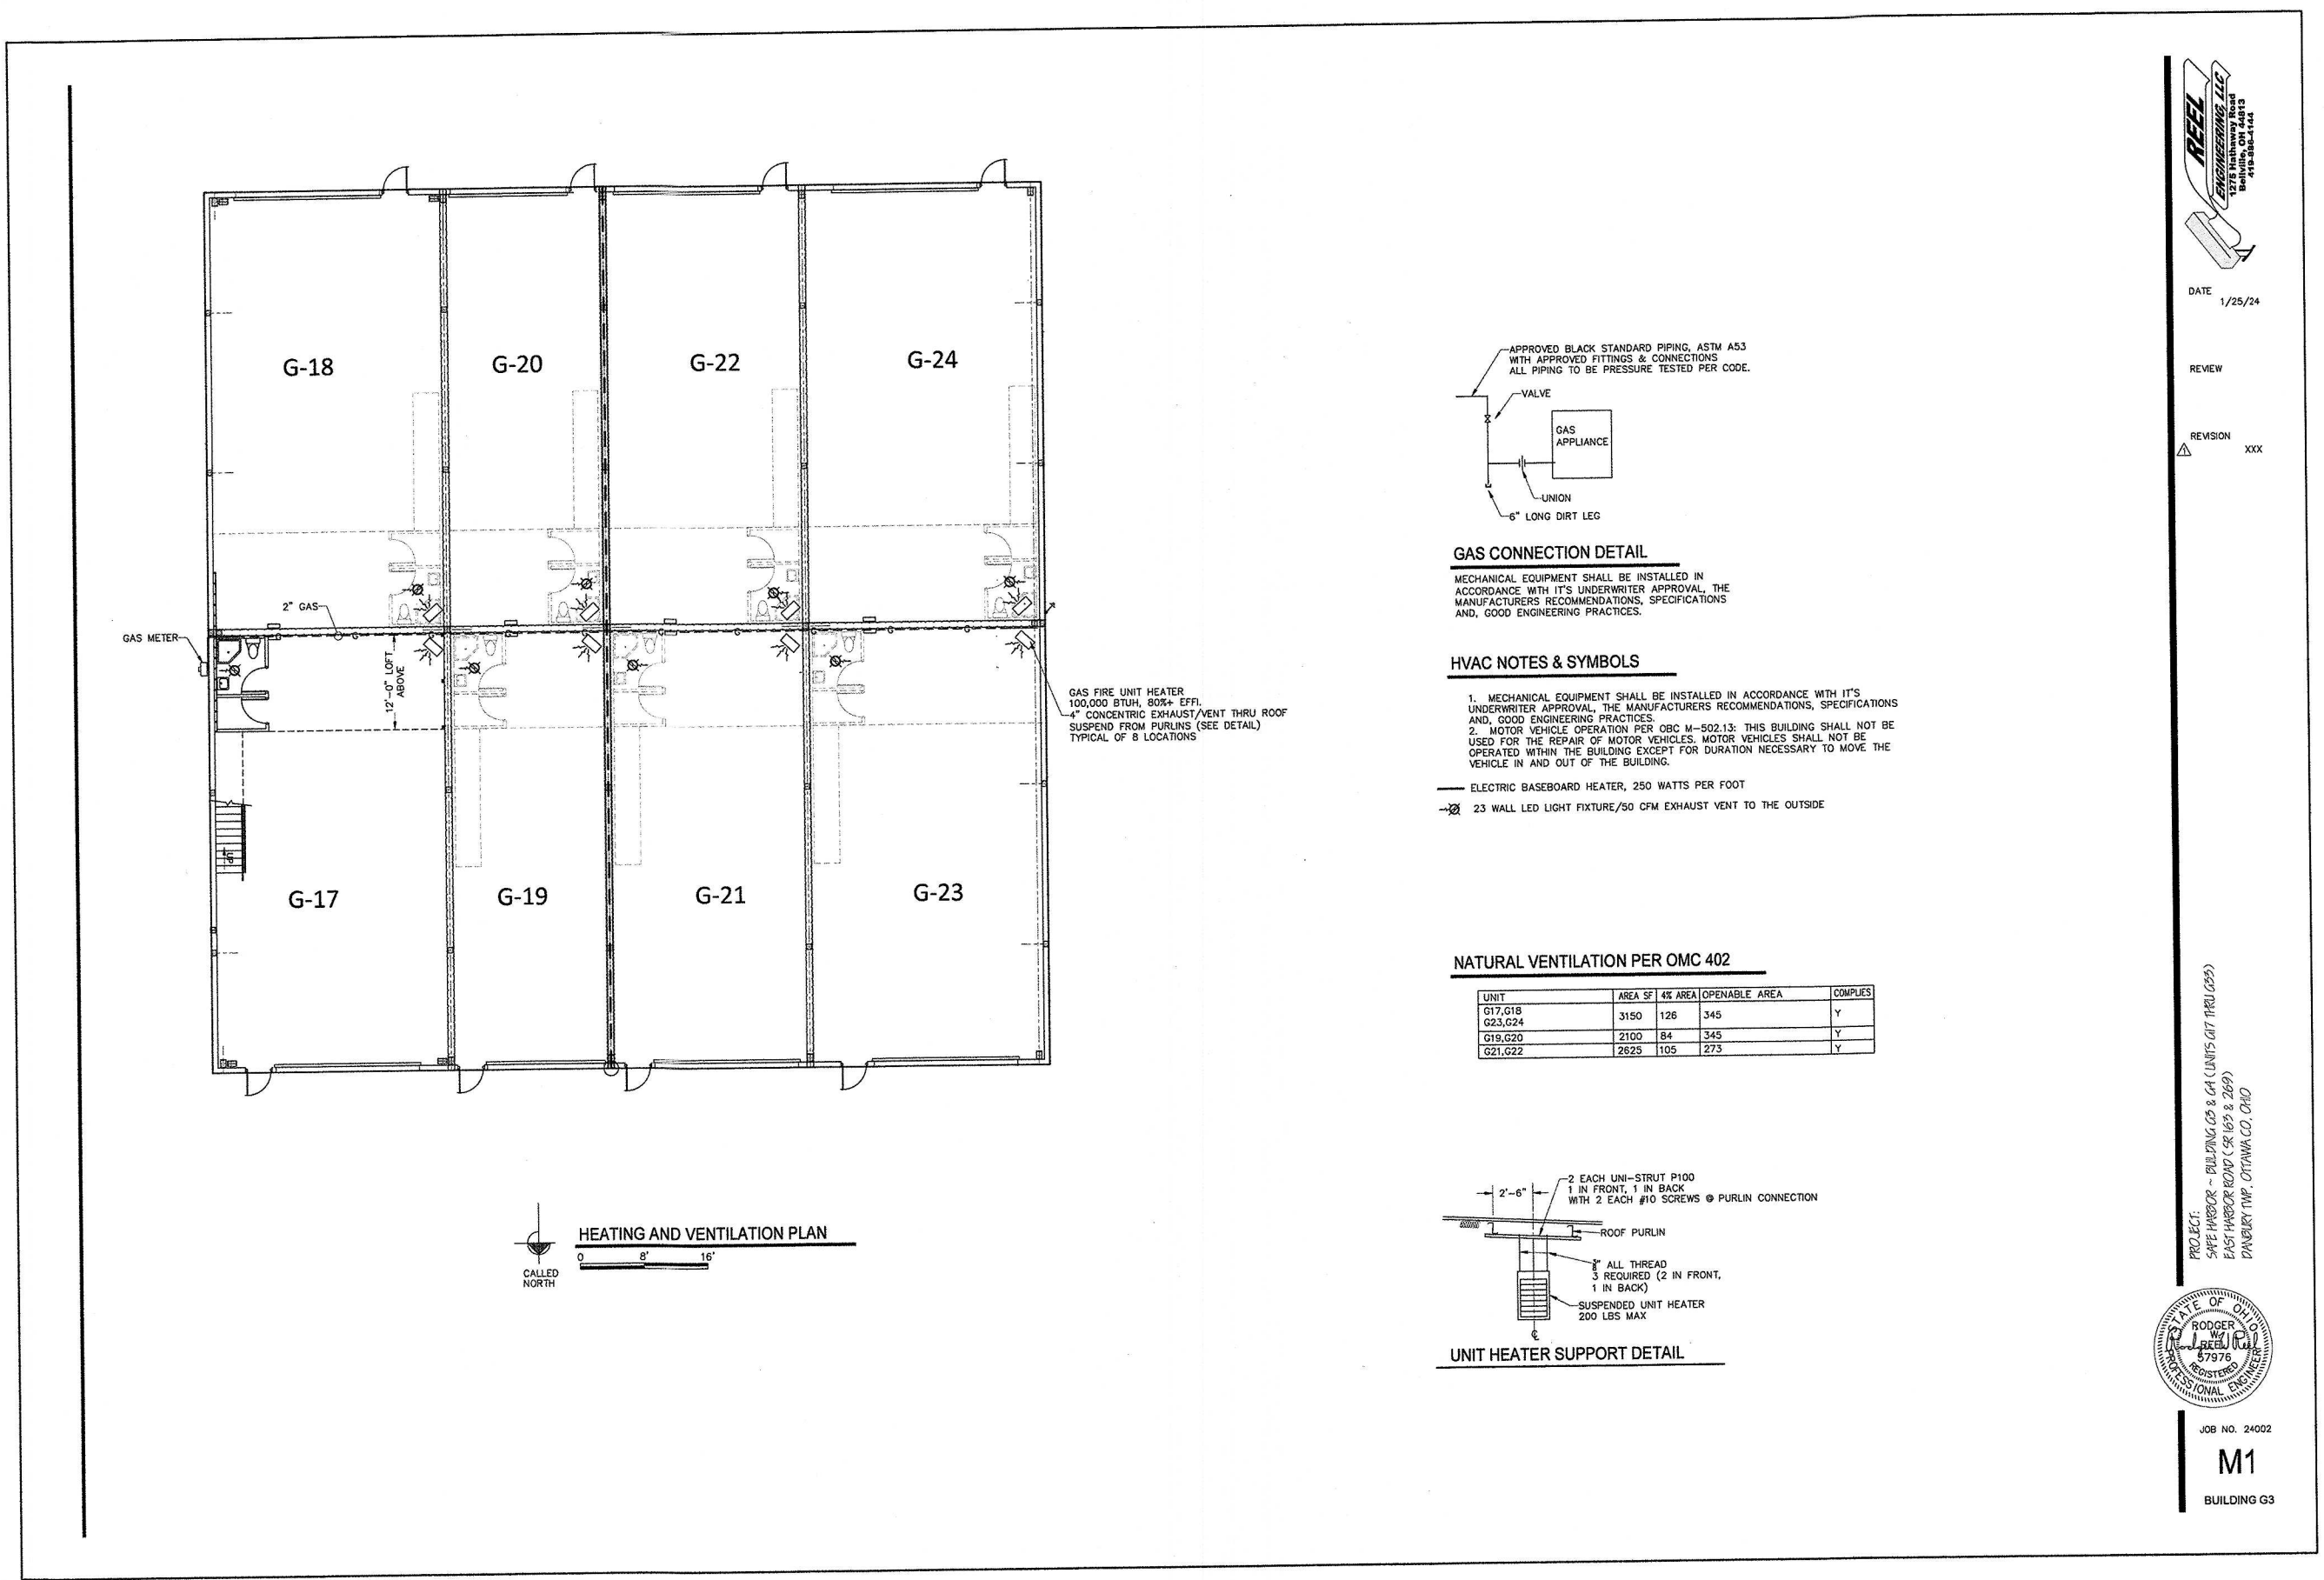 G-18
G-20
G-22
G-24
2" GAS
GAS METER
12'-0" LOFT
ABOVE
UP
G
G
G
G
G
G-17
G-19
G-21
G-23
GAS FIRE UNIT HEATER
100,000 BTUH, 80%+ EFFI.
4" CONCENTRIC EXHAUST/VENT THRU ROOF
SUSPEND FROM PURLINS (SEE DETAIL)
TYPICAL OF 8 LOCATIONS
CALLED
NORTH
HEATING AND VENTILATION PLAN
0 8' 16'
APPROVED BLACK STANDARD PIPING, ASTM A53
WITH APPROVED FITTINGS & CONNECTIONS
ALL PIPING TO BE PRESSURE TESTED PER CODE.
VALVE
GAS
APPLIANCE
UNION
6" LONG DIRT LEG
GAS CONNECTION DETAIL
MECHANICAL EQUIPMENT SHALL BE INSTALLED IN
ACCORDANCE WITH IT'S UNDERWRITER APPROVAL, THE
MANUFACTURERS RECOMMENDATIONS, SPECIFICATIONS
AND, GOOD ENGINEERING PRACTICES.
HVAC NOTES & SYMBOLS
1. MECHANICAL EQUIPMENT SHALL BE INSTALLED IN ACCORDANCE WITH IT'S
UNDERWRITER APPROVAL, THE MANUFACTURERS RECOMMENDATIONS, SPECIFICATIONS
AND, GOOD ENGINEERING PRACTICES.
2. MOTOR VEHICLE OPERATION PER OBC M-502.13: THIS BUILDING SHALL NOT BE
USED FOR THE REPAIR OF MOTOR VEHICLES. MOTOR VEHICLES SHALL NOT BE
OPERATED WITHIN THE BUILDING EXCEPT FOR DURATION NECESSARY TO MOVE THE
VEHICLE IN AND OUT OF THE BUILDING.
ELECTRIC BASEBOARD HEATER, 250 WATTS PER FOOT
23 WALL LED LIGHT FIXTURE/50 CFM EXHAUST VENT TO THE OUTSIDE
NATURAL VENTILATION PER OMC 402
UNIT AREA SF 4% AREA OPENABLE AREA COMPLIES
G17,G18
G23,G24 3150 126 345 Y
G19,G20 2100 84 345 Y
G21,G22 2625 105 273 Y
2'-6"
2 EACH UNI-STRUT P100
1 IN FRONT, 1 IN BACK
WITH 2 EACH #10 SCREWS @ PURLIN CONNECTION
ROOF PURLIN
3/8" ALL THREAD
3 REQUIRED (2 IN FRONT,
1 IN BACK)
SUSPENDED UNIT HEATER
200 LBS MAX
UNIT HEATER SUPPORT DETAIL
REEL
ENGINEERING, LLC
1275 Hathaway Road
Bellville, OH 44813
419-886-4144
DATE
1/25/24
REVIEW
REVISION
XXX
PROJECT:
SAFE HARBOR ~ BUILDING G3 & G4 (UNITS G17 THRU G33)
EAST HARBOR ROAD (SR 163 & 269)
DANBURY TWP, OTTAWA CO, OHIO
STATE OF OHIO
RODGER
W.
REEL
57976
REGISTERED
PROFESSIONAL ENGINEER
JOB NO. 24002
M1
BUILDING G3